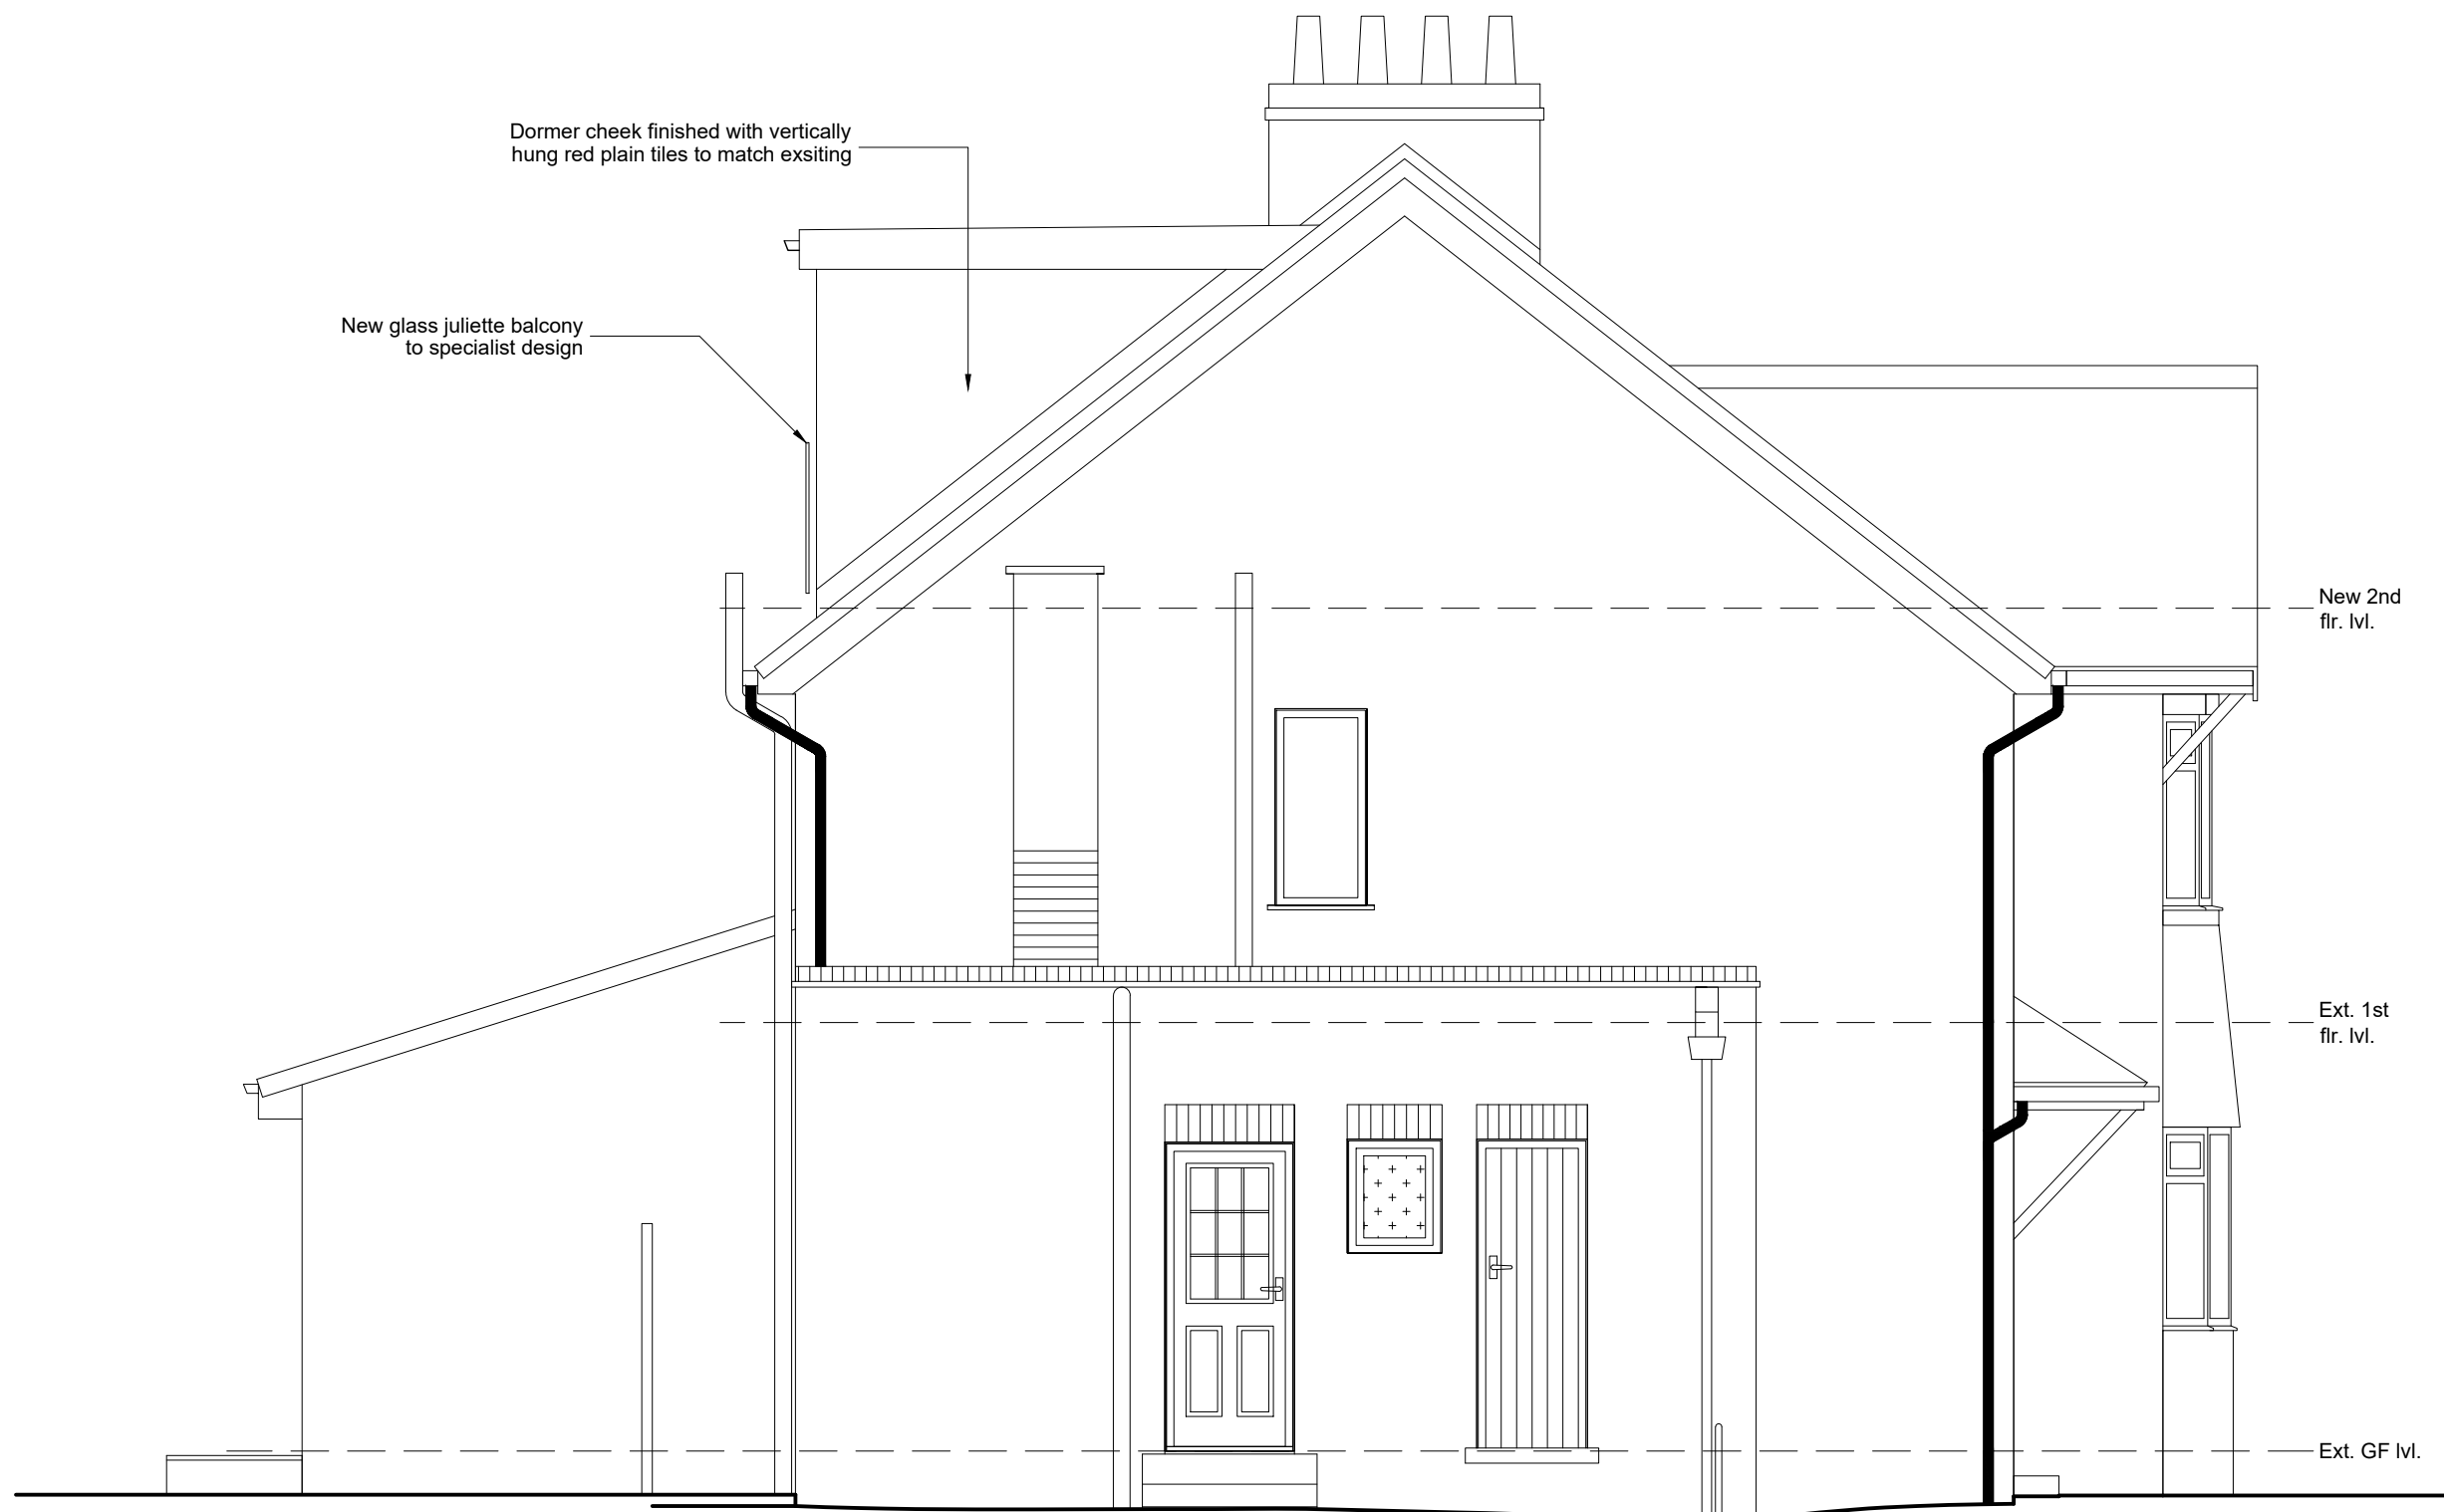 Dormer cheek finished with vertically
hung red plain tiles to match exsiting
New glass juliette balcony
to specialist design
New 2nd
flr. lvl.
Ext. 1st
flr. lvl.
Ext. GF lvl.